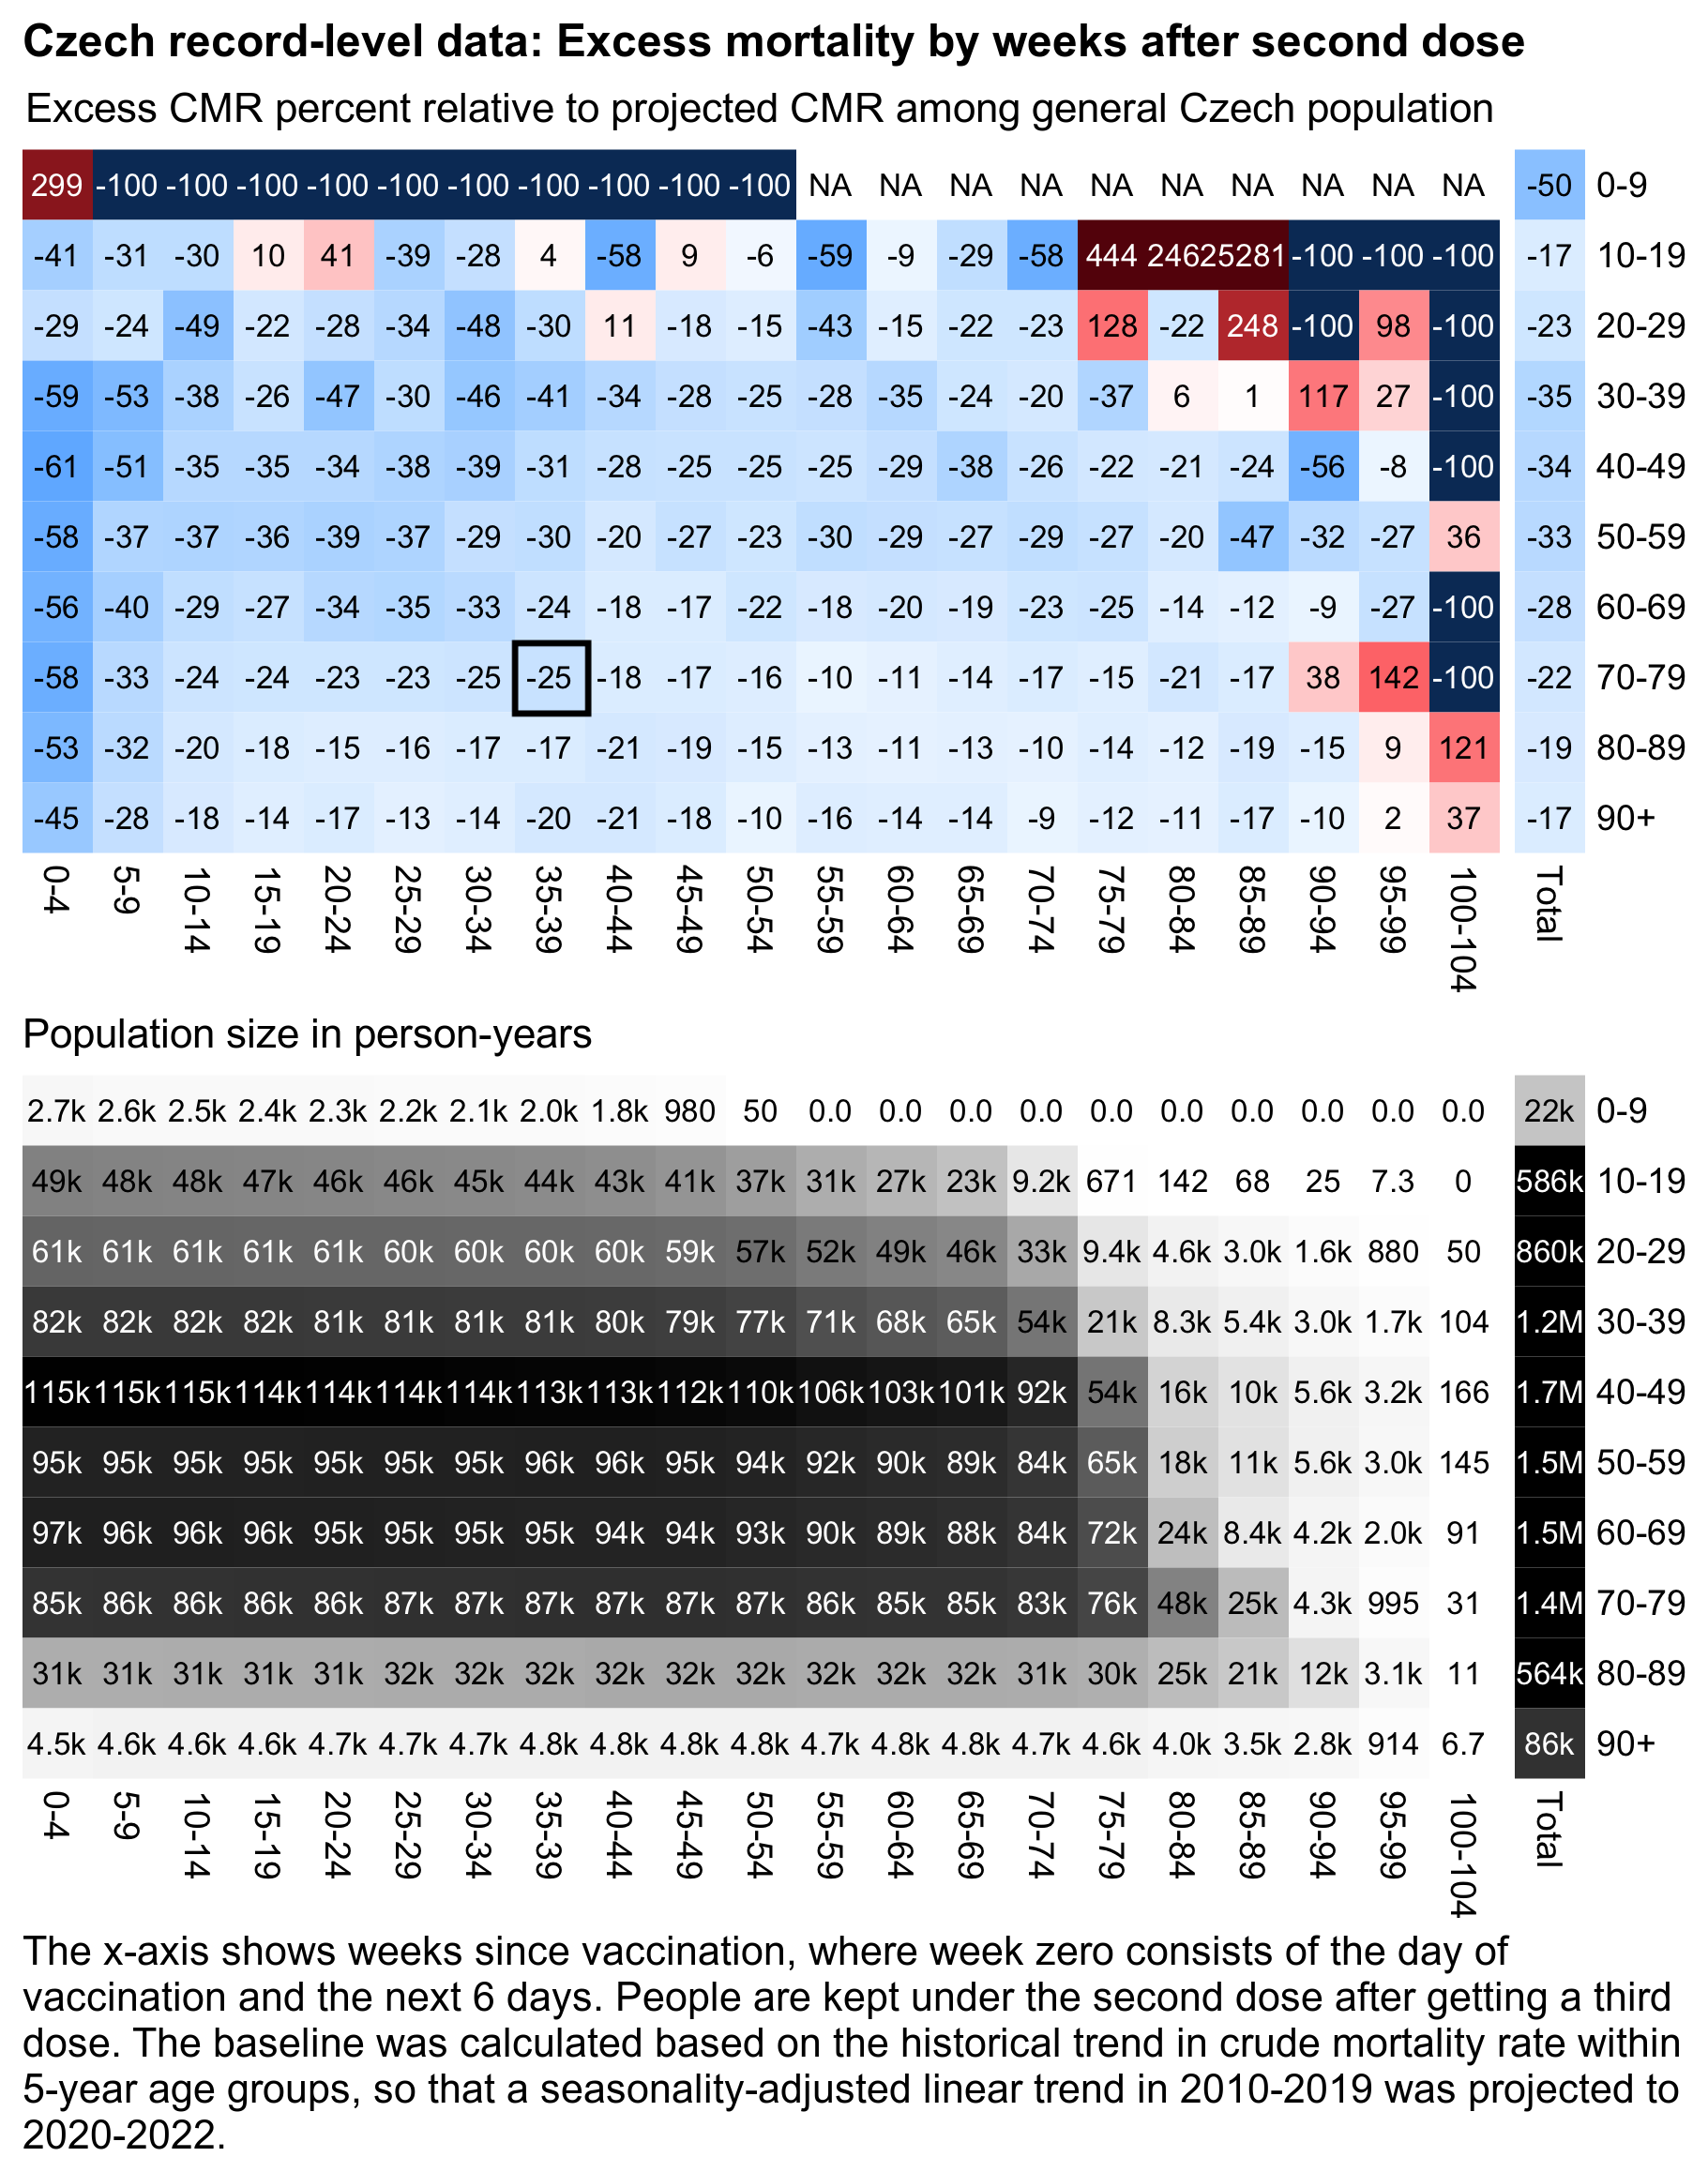 Czech record-level data: Excess mortality by weeks after second dose
Excess CMR percent relative to projected CMR among general Czech population
299 -100 -100 -100 -100 -100 -100 -100 -100 -100 -100 NA NA NA NA NA NA NA NA NA NA -50 0-9
-41 -31 -30 10 41 -39 -28 4 -58 9 -6 -59 -9 -29 -58 444 2462 5281 -100 -100 -100 -17 10-19
-29 -24 -49 -22 -28 -34 -48 -30 11 -18 -15 -43 -15 -22 -23 128 -22 248 -100 98 -100 -23 20-29
-59 -53 -38 -26 -47 -30 -46 -41 -34 -28 -25 -28 -35 -24 -20 -37 6 1 117 27 -100 -35 30-39
-61 -51 -35 -35 -34 -38 -39 -31 -28 -25 -25 -25 -29 -38 -26 -22 -21 -24 -56 -8 -100 -34 40-49
-58 -37 -37 -36 -39 -37 -29 -30 -20 -27 -23 -30 -29 -27 -29 -27 -20 -47 -32 -27 36 -33 50-59
-56 -40 -29 -27 -34 -35 -33 -24 -18 -17 -22 -18 -20 -19 -23 -25 -14 -12 -9 -27 -100 -28 60-69
-58 -33 -24 -24 -23 -23 -25 -25 -18 -17 -16 -10 -11 -14 -17 -15 -21 -17 38 142 -100 -22 70-79
-53 -32 -20 -18 -15 -16 -17 -17 -21 -19 -15 -13 -11 -13 -10 -14 -12 -19 -15 9 121 -19 80-89
-45 -28 -18 -14 -17 -13 -14 -20 -21 -18 -10 -16 -14 -14 -9 -12 -11 -17 -10 2 37 -17 90+
0-4 5-9 10-14 15-19 20-24 25-29 30-34 35-39 40-44 45-49 50-54 55-59 60-64 65-69 70-74 75-79 80-84 85-89 90-94 95-99 100-104 Total
Population size in person-years
2.7k 2.6k 2.5k 2.4k 2.3k 2.2k 2.1k 2.0k 1.8k 980 50 0.0 0.0 0.0 0.0 0.0 0.0 0.0 0.0 0.0 0.0 22k 0-9
49k 48k 48k 47k 46k 46k 45k 44k 43k 41k 37k 31k 27k 23k 9.2k 671 142 68 25 7.3 0 586k 10-19
61k 61k 61k 61k 61k 60k 60k 60k 60k 59k 57k 52k 49k 46k 33k 9.4k 4.6k 3.0k 1.6k 880 50 860k 20-29
82k 82k 82k 82k 81k 81k 81k 81k 80k 79k 77k 71k 68k 65k 54k 21k 8.3k 5.4k 3.0k 1.7k 104 1.2M 30-39
115k 115k 115k 114k 114k 114k 114k 113k 113k 112k 110k 106k 103k 101k 92k 54k 16k 10k 5.6k 3.2k 166 1.7M 40-49
95k 95k 95k 95k 95k 95k 95k 96k 96k 95k 94k 92k 90k 89k 84k 65k 18k 11k 5.6k 3.0k 145 1.5M 50-59
97k 96k 96k 96k 95k 95k 95k 95k 94k 94k 93k 90k 89k 88k 84k 72k 24k 8.4k 4.2k 2.0k 91 1.5M 60-69
85k 86k 86k 86k 86k 87k 87k 87k 87k 87k 87k 86k 85k 85k 83k 76k 48k 25k 4.3k 995 31 1.4M 70-79
31k 31k 31k 31k 31k 32k 32k 32k 32k 32k 32k 32k 32k 32k 31k 30k 25k 21k 12k 3.1k 11 564k 80-89
4.5k 4.6k 4.6k 4.6k 4.7k 4.7k 4.7k 4.8k 4.8k 4.8k 4.8k 4.7k 4.8k 4.8k 4.7k 4.6k 4.0k 3.5k 2.8k 914 6.7 86k 90+
0-4 5-9 10-14 15-19 20-24 25-29 30-34 35-39 40-44 45-49 50-54 55-59 60-64 65-69 70-74 75-79 80-84 85-89 90-94 95-99 100-104 Total
The x-axis shows weeks since vaccination, where week zero consists of the day of
vaccination and the next 6 days. People are kept under the second dose after getting a third
dose. The baseline was calculated based on the historical trend in crude mortality rate within
5-year age groups, so that a seasonality-adjusted linear trend in 2010-2019 was projected to
2020-2022.